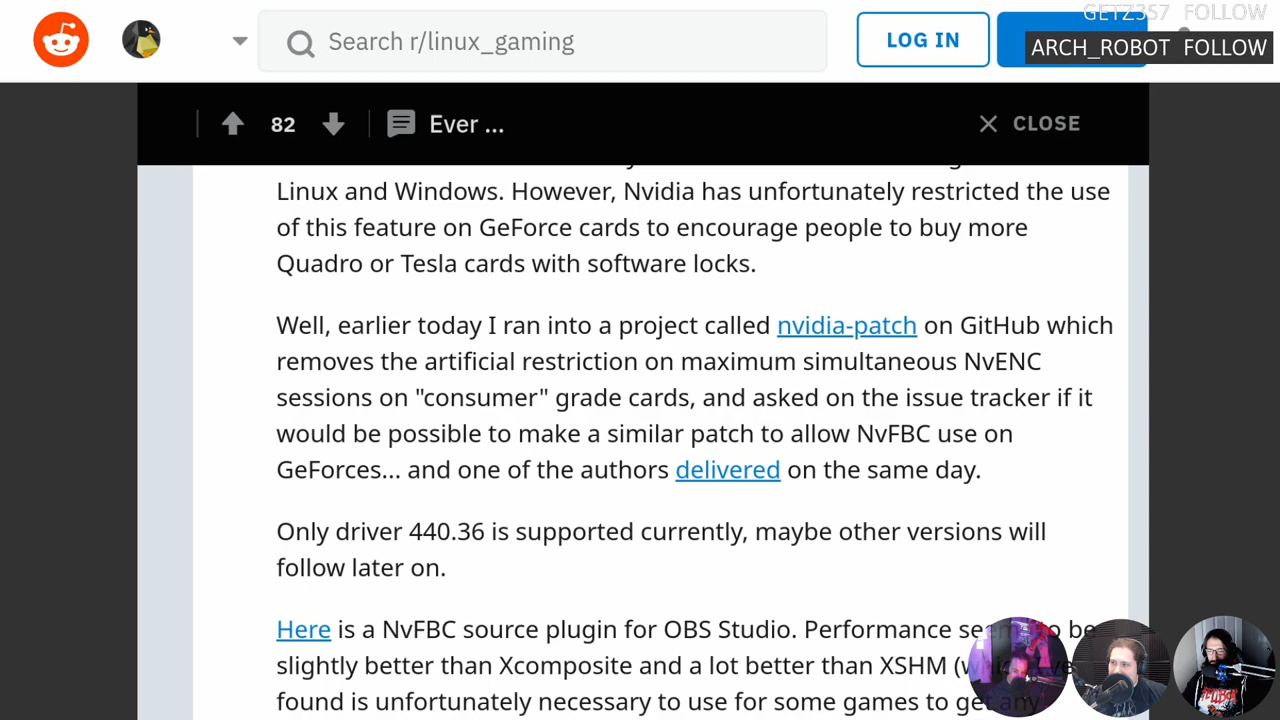 GETZ357 FOLLOW
Search r/linux_gaming
LOG IN
ARCH_ROBOT FOLLOW
82
Ever ...
CLOSE
Linux and Windows. However, Nvidia has unfortunately restricted the use
of this feature on GeForce cards to encourage people to buy more
Quadro or Tesla cards with software locks.
Well, earlier today I ran into a project called nvidia-patch on GitHub which
removes the artificial restriction on maximum simultaneous NvENC
sessions on "consumer" grade cards, and asked on the issue tracker if it
would be possible to make a similar patch to allow NvFBC use on
GeForces... and one of the authors delivered on the same day.
Only driver 440.36 is supported currently, maybe other versions will
follow later on.
Here is a NvFBC source plugin for OBS Studio. Performance seems to be
slightly better than Xcomposite and a lot better than XSHM
found is unfortunately necessary to use for some games to get any